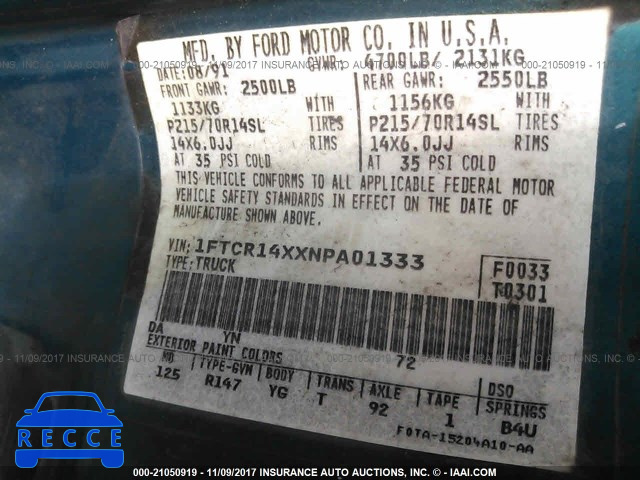 MFD. BY FORD MOTOR CO. IN U.S.A.
DATE: 08/91 GVWR: 4700LB/ 2131KG
FRONT GAWR: 2500LB REAR GAWR: 2550LB
1133KG WITH 1156KG WITH
P215/70R14SL TIRES P215/70R14SL TIRES
14X6.0JJ RIMS 14X6.0JJ RIMS
AT 35 PSI COLD AT 35 PSI COLD
THIS VEHICLE CONFORMS TO ALL APPLICABLE FEDERAL MOTOR
VEHICLE SAFETY STANDARDS IN EFFECT ON THE DATE OF
MANUFACTURE SHOWN ABOVE.
VIN: 1FTCR14XXNPA01333 F0033
TYPE: TRUCK T0301
DA YN 72
EXTERIOR PAINT COLORS DSO
WB TYPE-GVW BODY TRANS AXLE TAPE SPRINGS
125 R147 YG T 92 1 B4U
F0TA-15204A10-AA
000-21050919 - 11/09/2017 INSURANCE AUTO AUCTIONS, INC. - IAAI.COM
RECCE